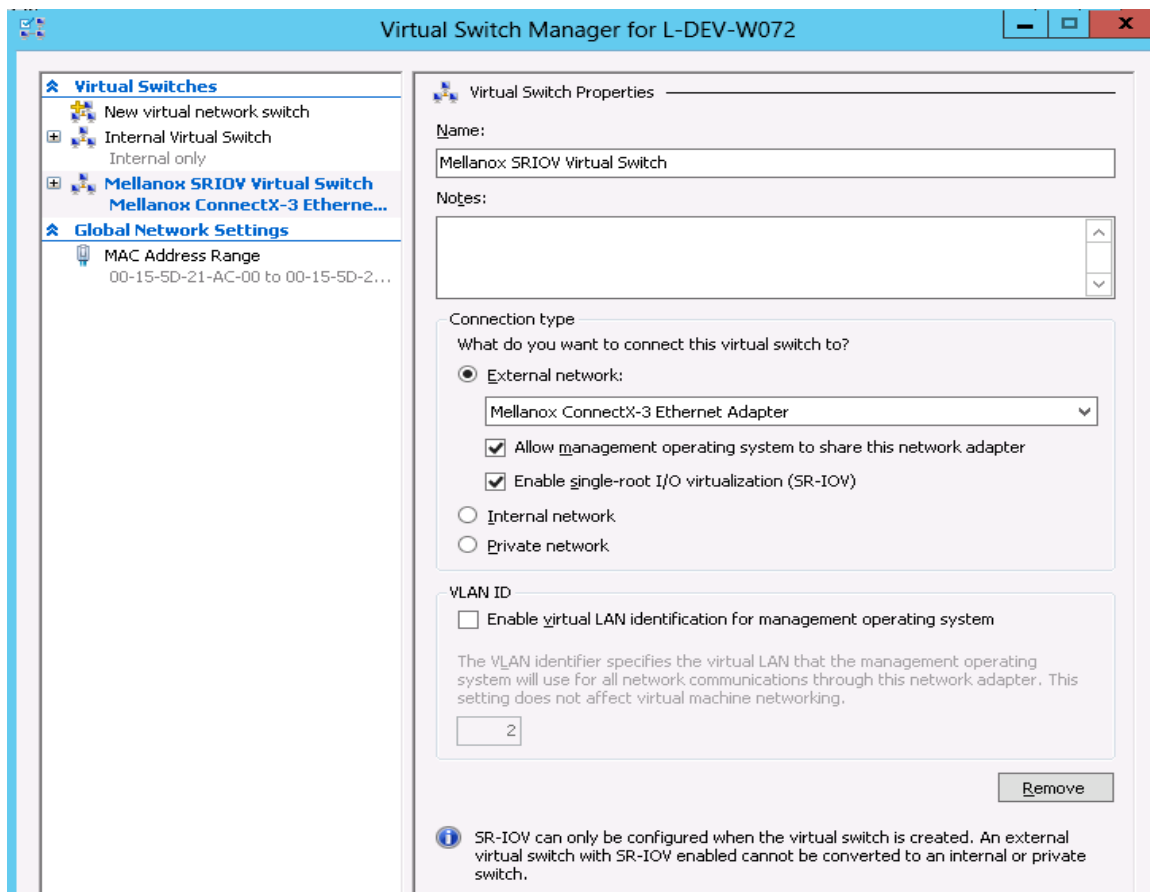 Virtual Switch Manager for L-DEV-W072
Virtual Switches
New virtual network switch
Internal Virtual Switch
Internal only
Mellanox SRIOV Virtual Switch
Mellanox ConnectX-3 Etherne...
Global Network Settings
MAC Address Range
00-15-5D-21-AC-00 to 00-15-5D-2...
Virtual Switch Properties
Name:
Mellanox SRIOV Virtual Switch
Notes:
Connection type
What do you want to connect this virtual switch to?
External network:
Mellanox ConnectX-3 Ethernet Adapter
Allow management operating system to share this network adapter
Enable single-root I/O virtualization (SR-IOV)
Internal network
Private network
VLAN ID
Enable virtual LAN identification for management operating system
The VLAN identifier specifies the virtual LAN that the management operating
system will use for all network communications through this network adapter. This
setting does not affect virtual machine networking.
2
Remove
SR-IOV can only be configured when the virtual switch is created. An external
virtual switch with SR-IOV enabled cannot be converted to an internal or private
switch.